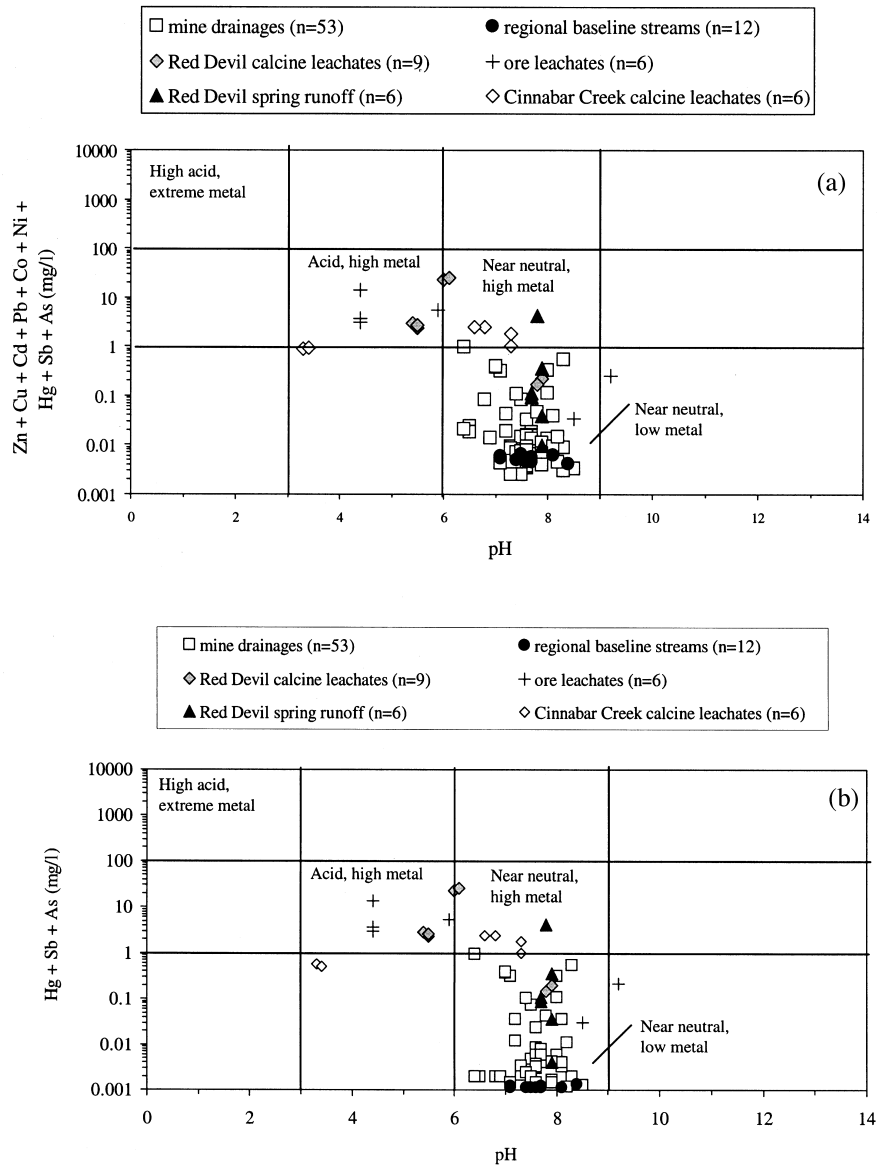 mine drainages (n=53)
regional baseline streams (n=12)
Red Devil calcine leachates (n=9)
ore leachates (n=6)
Red Devil spring runoff (n=6)
Cinnabar Creek calcine leachates (n=6)
Zn + Cu + Cd + Pb + Co + Ni +
Hg + Sb + As (mg/l)
10000
1000
100
10
1
0.1
0.01
0.001
High acid,
extreme metal
(a)
Acid, high metal
Near neutral,
high metal
Near neutral,
low metal
0 2 4 6 8 10 12 14
pH
mine drainages (n=53)
regional baseline streams (n=12)
Red Devil calcine leachates (n=9)
ore leachates (n=6)
Red Devil spring runoff (n=6)
Cinnabar Creek calcine leachates (n=6)
Hg + Sb + As (mg/l)
10000
1000
100
10
1
0.1
0.01
0.001
High acid,
extreme metal
(b)
Acid, high metal
Near neutral,
high metal
Near neutral,
low metal
0 2 4 6 8 10 12 14
pH